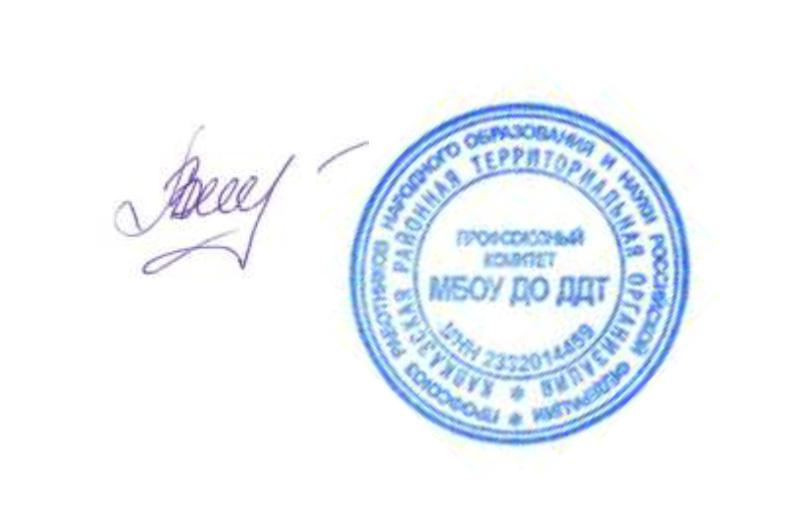 ПРОФСОЮЗ РАБОТНИКОВ НАРОДНОГО ОБРАЗОВАНИЯ И НАУКИ РОССИЙСКОЙ ФЕДЕРАЦИИ *
КАВКАЗСКАЯ РАЙОННАЯ ТЕРРИТОРИАЛЬНАЯ ОРГАНИЗАЦИЯ *
ПРОФСОЮЗНЫЙ
КОМИТЕТ
МБОУ ДО ДДТ
ИНН 2332014459